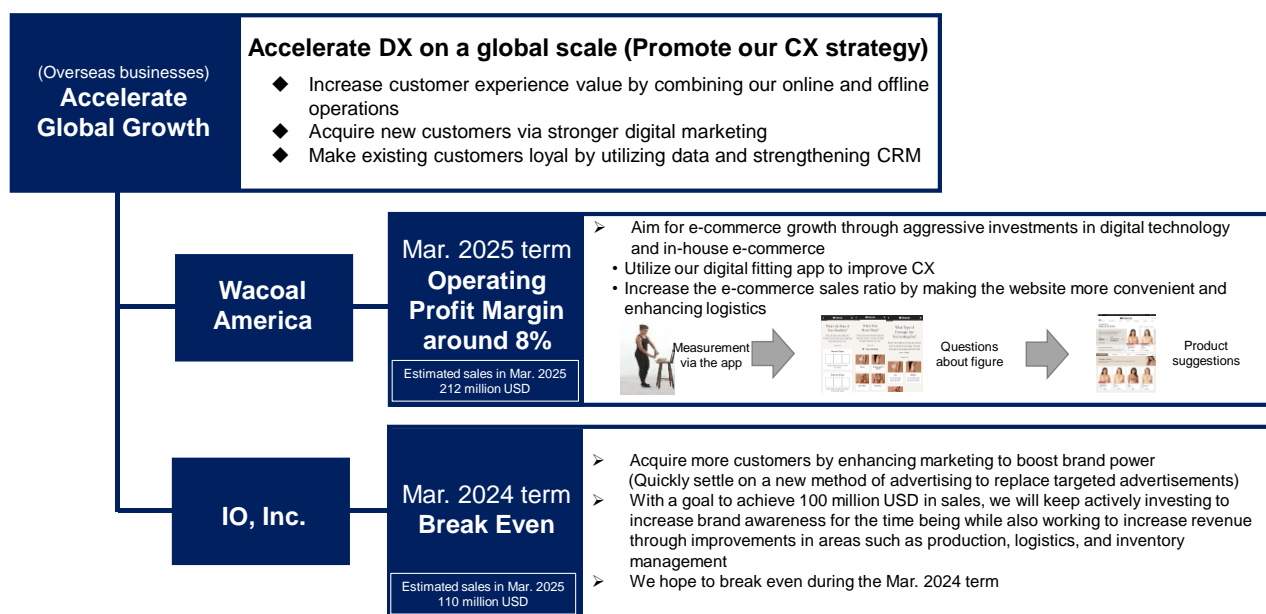 (Overseas businesses)
Accelerate
Global Growth
Accelerate DX on a global scale (Promote our CX strategy)
◆ Increase customer experience value by combining our online and offline
operations
◆ Acquire new customers via stronger digital marketing
◆ Make existing customers loyal by utilizing data and strengthening CRM
Wacoal
America
Mar. 2025 term
Operating
Profit Margin
around 8%
Estimated sales in Mar. 2025
212 million USD
➢ Aim for e-commerce growth through aggressive investments in digital technology
and in-house e-commerce
• Utilize our digital fitting app to improve CX
• Increase the e-commerce sales ratio by making the website more convenient and
enhancing logistics
Measurement
via the app
Questions
about figure
Product
suggestions
IO, Inc.
Mar. 2024 term
Break Even
Estimated sales in Mar. 2025
110 million USD
➢ Acquire more customers by enhancing marketing to boost brand power
(Quickly settle on a new method of advertising to replace targeted advertisements)
➢ With a goal to achieve 100 million USD in sales, we will keep actively investing to
increase brand awareness for the time being while also working to increase revenue
through improvements in areas such as production, logistics, and inventory
management
➢ We hope to break even during the Mar. 2024 term